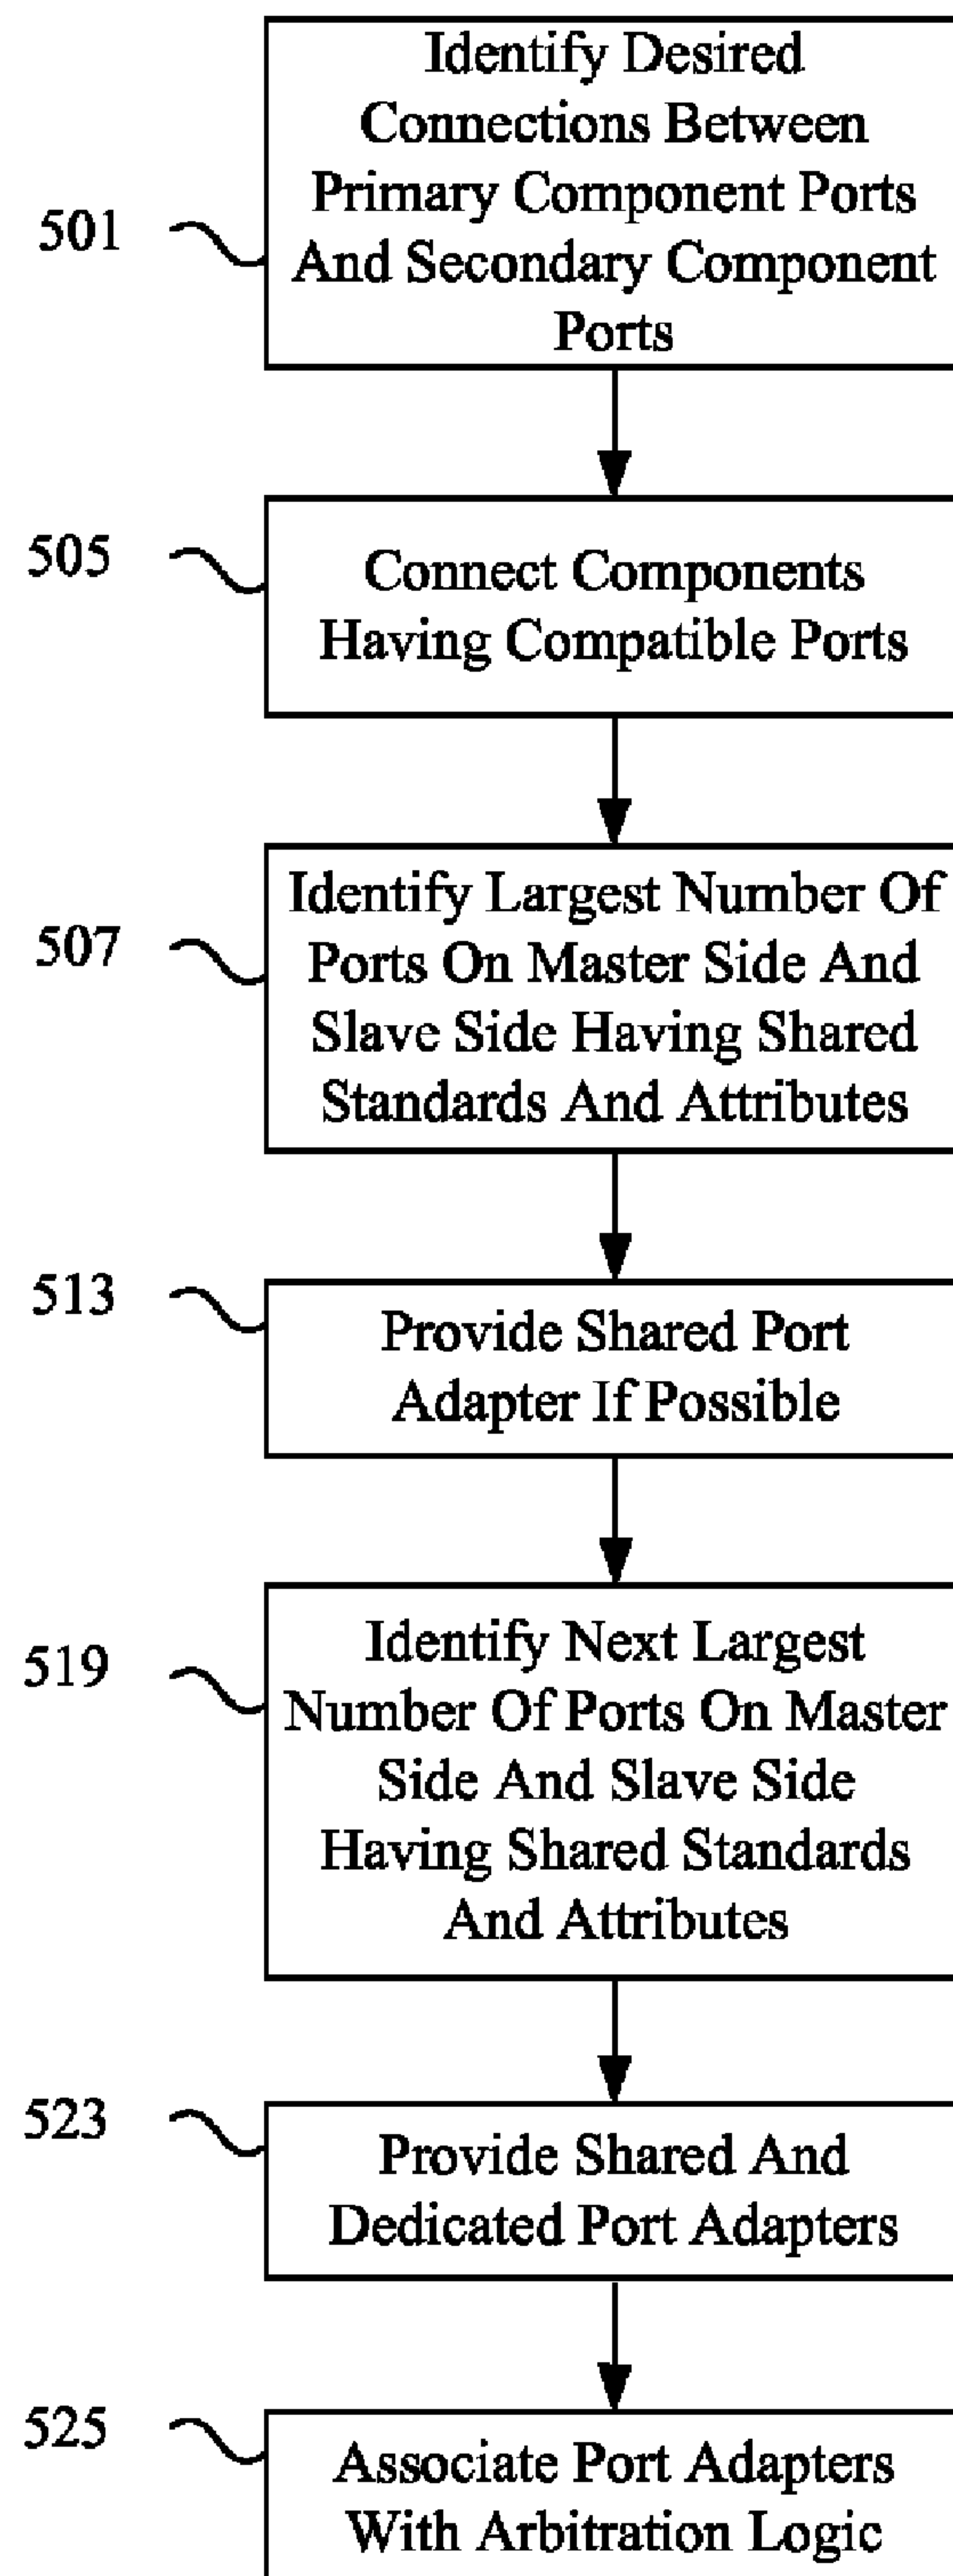 Identify Desired
Connections Between
Primary Component Ports
And Secondary Component
Ports
501
505
Connect Components
Having Compatible Ports
507
Identify Largest Number Of
Ports On Master Side And
Slave Side Having Shared
Standards And Attributes
513
Provide Shared Port
Adapter If Possible
519
Identify Next Largest
Number Of Ports On Master
Side And Slave Side
Having Shared Standards
And Attributes
523
Provide Shared And
Dedicated Port Adapters
525
Associate Port Adapters
With Arbitration Logic